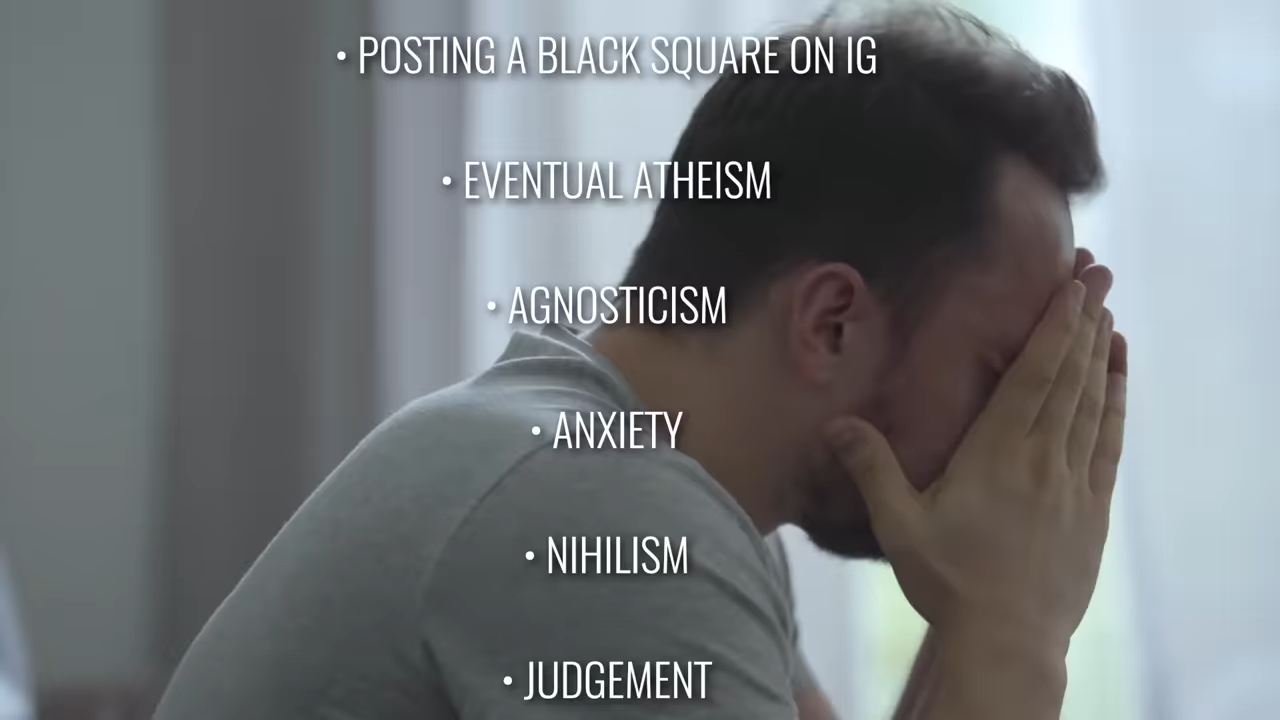 • POSTING A BLACK SQUARE ON IG
• EVENTUAL ATHEISM
• AGNOSTICISM
• ANXIETY
• NIHILISM
• JUDGEMENT